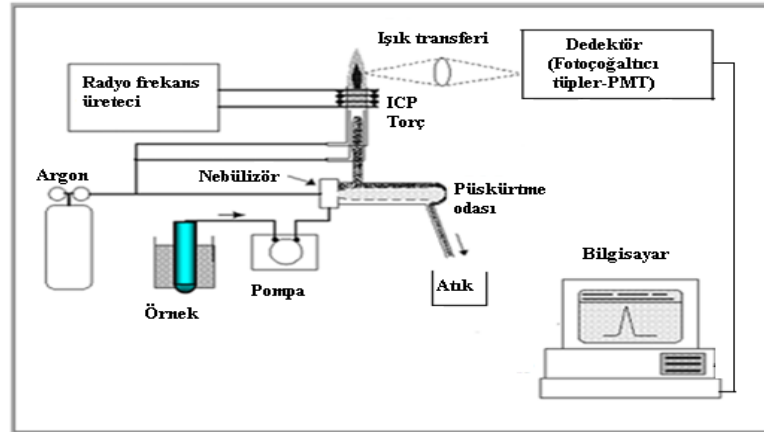 Işık transferi
Dedektör
(Fotoçoğaltıcı
tüpler-PMT)
Radyo frekans
üreteci
ICP
Torç
Argon
Nebülizör
Püskürtme
odası
Örnek
Pompa
Atık
Bilgisayar